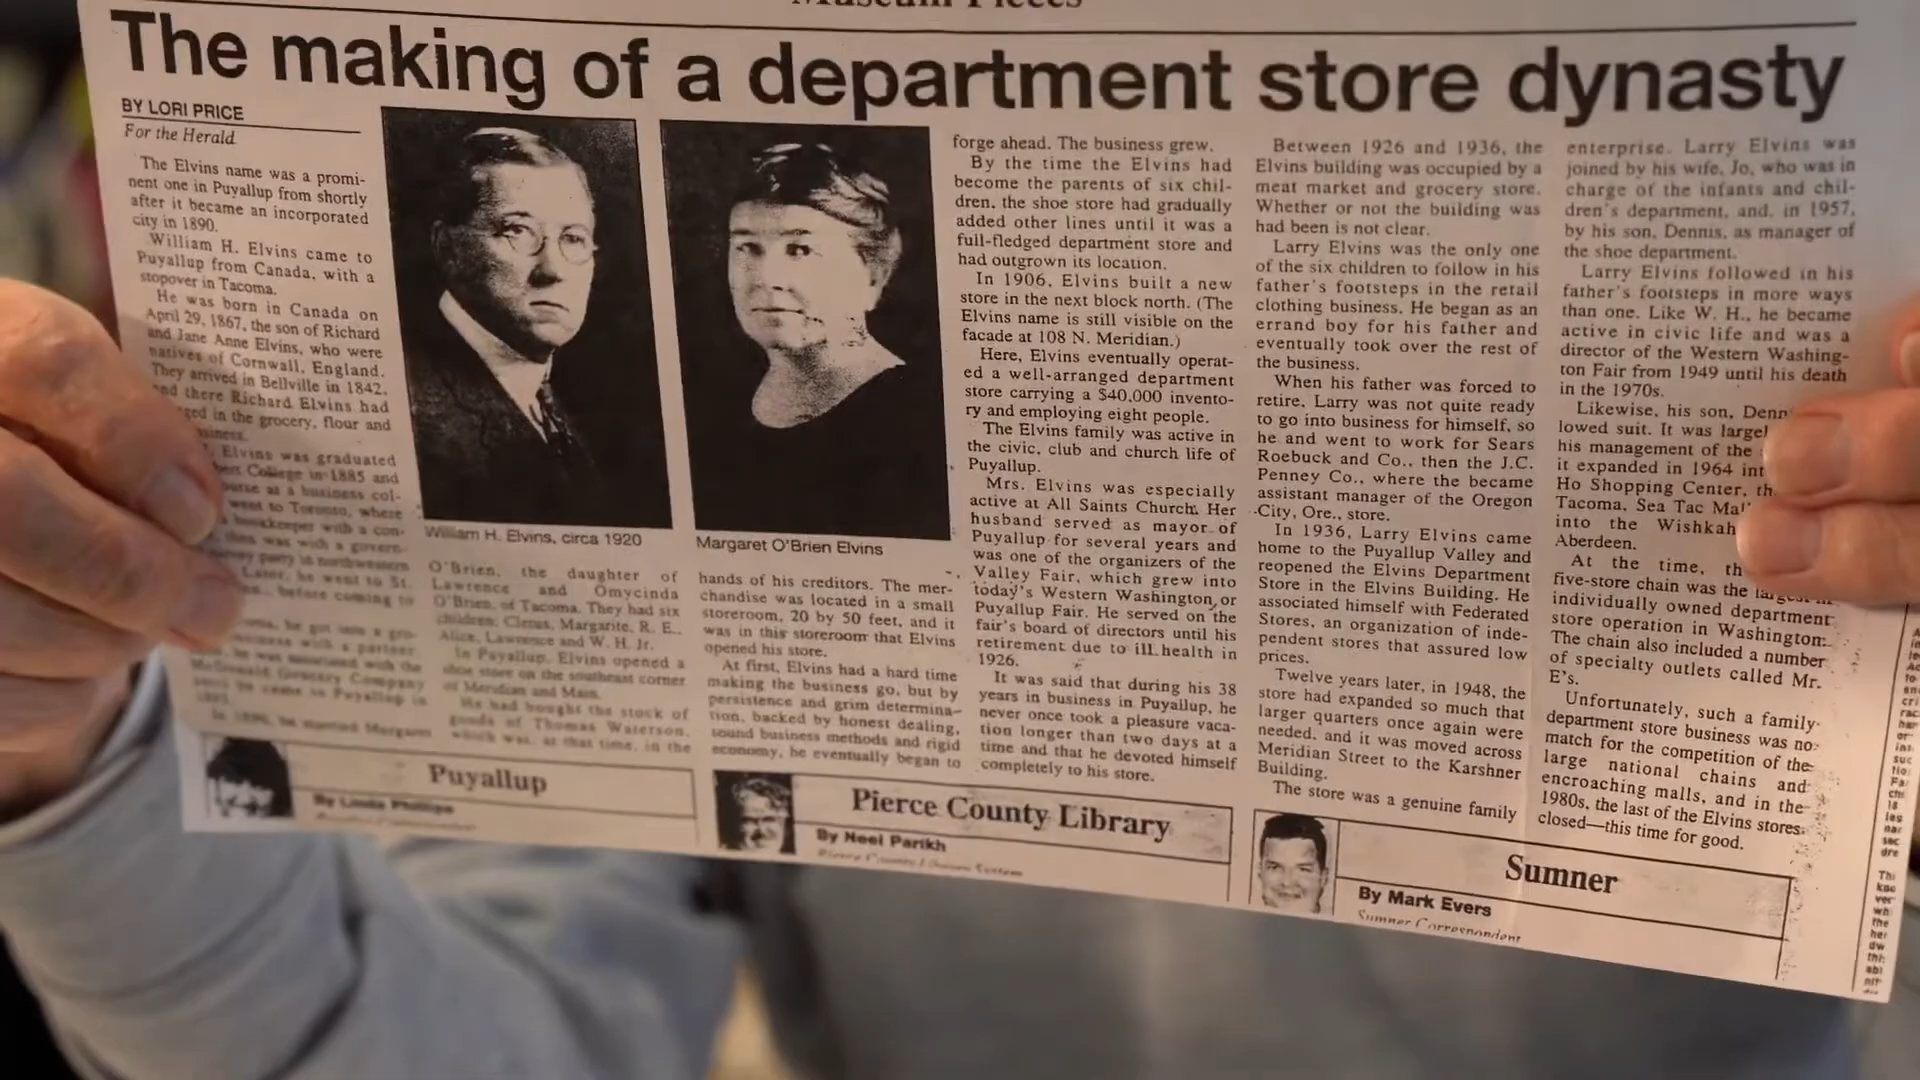 The making of a department store dynasty
BY LORI PRICE
For the Herald
The Elvins name was a promi-
nent one in Puyallup from shortly
after it became an incorporated
city in 1890.
William H. Elvins came to
Puyallup from Canada, with a
stopover in Tacoma.
He was born in Canada on
April 29, 1867, the son of Richard
and Jane Anne Elvins, who were
natives of Cornwall, England.
They arrived in Bellville in 1842,
and there Richard Elvins had
in the grocery, flour and
Elvins was graduated
College in 1885 and
as a business col-
went to Toronto, where
bookkeeper with a con-
then was with a govern-
party in northwestern
Later, he went to St.
before coming to
he got into a gro-
business with a partner
he was associated with the
McDonald Grocery Company
until he came to Puyallup in
In 1890, he married Margaret
William H. Elvins, circa 1920
O'Brien, the daughter of
Lawrence and Omycinda
O'Brien, of Tacoma. They had six
children; Cletus, Margarite, R. E.,
Alice, Lawrence and W. H. Jr.
In Puyallup, Elvins opened a
shoe store on the southeast corner
of Meridian and Main.
He had bought the stock of
goods of Thomas Waterson,
which was, at that time, in the
Margaret O'Brien Elvins
hands of his creditors. The mer-
chandise was located in a small
storeroom, 20 by 50 feet, and it
was in this storeroom that Elvins
opened his store.
At first, Elvins had a hard time
making the business go, but by
persistence and grim determina-
tion, backed by honest dealing,
sound business methods and rigid
economy, he eventually began to
forge ahead. The business grew.
By the time the Elvins had
become the parents of six chil-
dren, the shoe store had gradually
added other lines until it was a
full-fledged department store and
had outgrown its location.
In 1906, Elvins built a new
store in the next block north. (The
Elvins name is still visible on the
facade at 108 N. Meridian.)
Here, Elvins eventually operat-
ed a well-arranged department
store carrying a $40,000 invento-
ry and employing eight people.
The Elvins family was active in
the civic, club and church life of
Puyallup.
Mrs. Elvins was especially
active at All Saints Church. Her
husband served as mayor of
Puyallup for several years and
was one of the organizers of the
Valley Fair, which grew into
today's Western Washington or
Puyallup Fair. He served on the
fair's board of directors until his
retirement due to ill health in
1926.
It was said that during his 38
years in business in Puyallup, he
never once took a pleasure vaca-
tion longer than two days at a
time and that he devoted himself
completely to his store.
Between 1926 and 1936, the
Elvins building was occupied by a
meat market and grocery store.
Whether or not the building was
had been is not clear.
Larry Elvins was the only one
of the six children to follow in his
father's footsteps in the retail
clothing business. He began as an
errand boy for his father and
eventually took over the rest of
the business.
When his father was forced to
retire, Larry was not quite ready
to go into business for himself, so
he and went to work for Sears
Roebuck and Co., then the J.C.
Penney Co., where the became
assistant manager of the Oregon
City, Ore., store.
In 1936, Larry Elvins came
home to the Puyallup Valley and
reopened the Elvins Department
Store in the Elvins Building. He
associated himself with Federated
Stores, an organization of inde-
pendent stores that assured low
prices.
Twelve years later, in 1948, the
store had expanded so much that
larger quarters once again were
needed, and it was moved across
Meridian Street to the Karshner
Building.
The store was a genuine family
enterprise. Larry Elvins was
joined by his wife, Jo, who was in
charge of the infants and chil-
dren's department, and, in 1957,
by his son, Dennis, as manager of
the shoe department.
Larry Elvins followed in his
father's footsteps in more ways
than one. Like W. H., he became
active in civic life and was a
director of the Western Washing-
ton Fair from 1949 until his death
in the 1970s.
Likewise, his son, Denn
lowed suit. It was largel
his management of the
it expanded in 1964 int
Ho Shopping Center, th
Tacoma, Sea Tac Mal
into the Wishkah
Aberdeen.
At the time, th
five-store chain was the largest
individually owned department
store operation in Washington.
The chain also included a number
of specialty outlets called Mr.
E's.
Unfortunately, such a family
department store business was no
match for the competition of the
large national chains and
encroaching malls, and in the
1980s, the last of the Elvins stores
closed—this time for good.
Puyallup
By Linda Phillips
Pierce County Library
By Neel Parikh
Pierce County Library System
Sumner
By Mark Evers
Sumner Correspondent